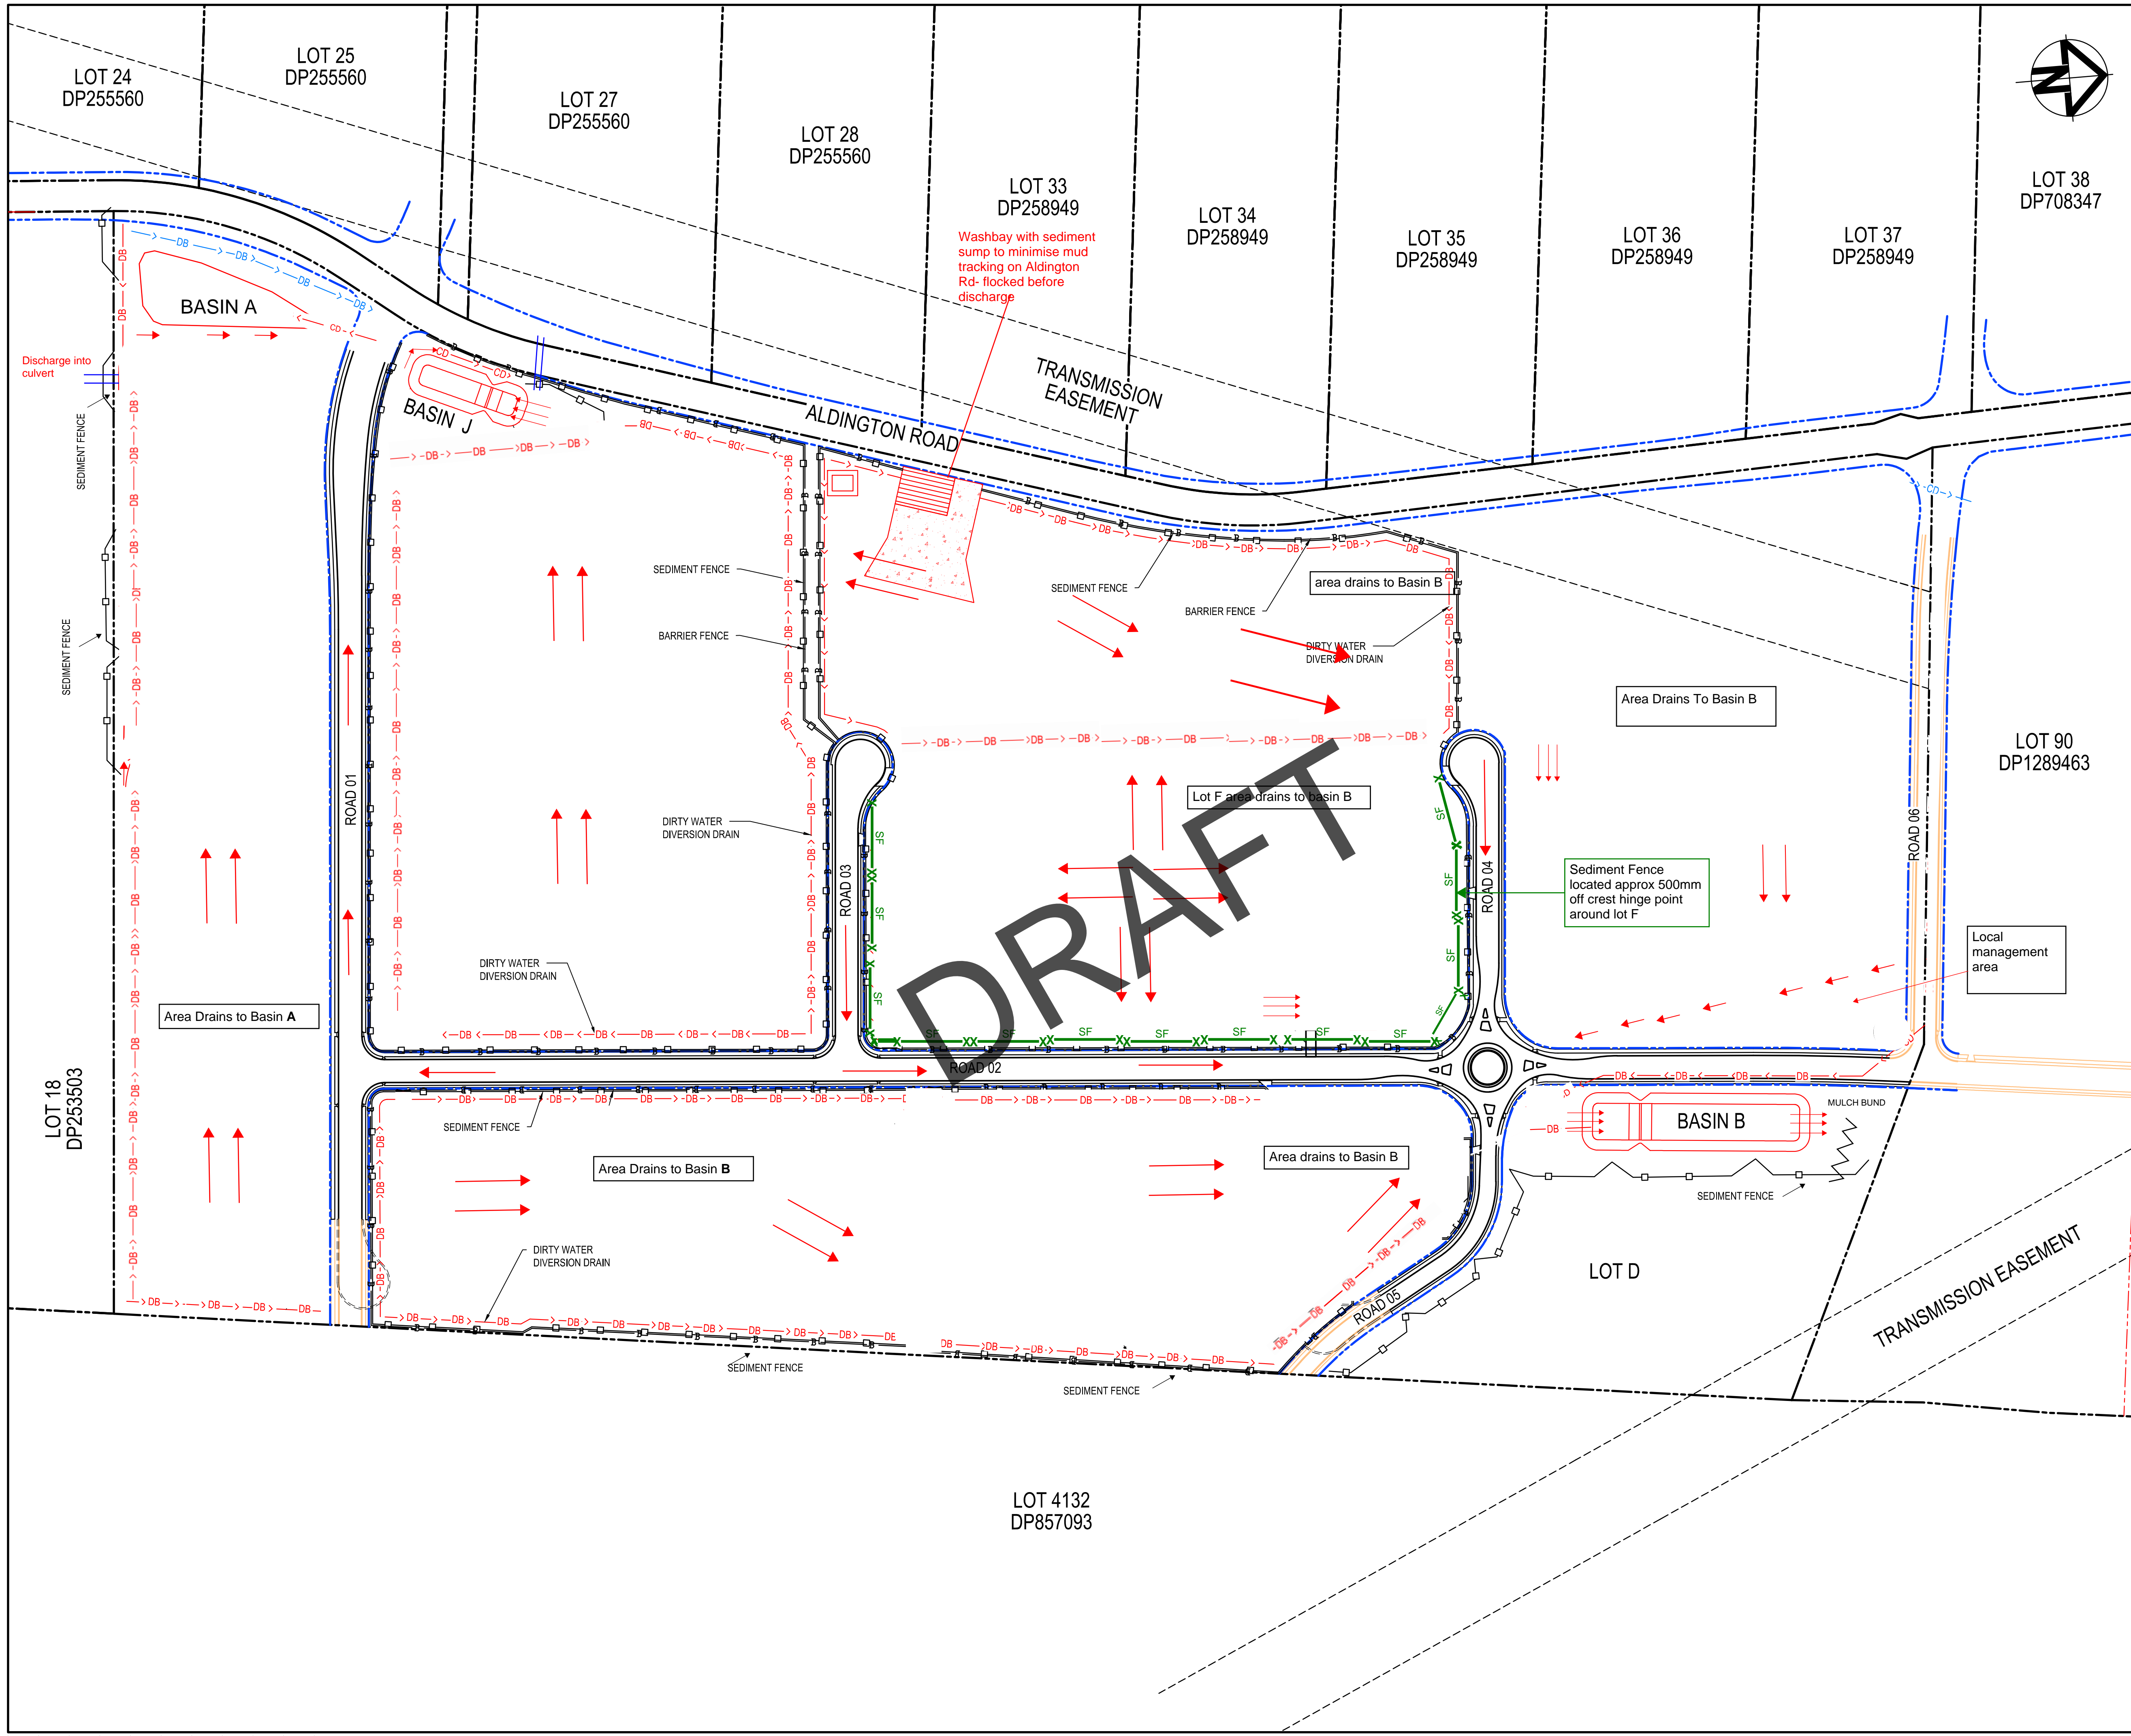 LOT 24
DP255560
LOT 25
DP255560
LOT 27
DP255560
LOT 28
DP255560
LOT 33
DP258949
LOT 34
DP258949
LOT 35
DP258949
LOT 36
DP258949
LOT 37
DP258949
LOT 38
DP708347
N
Washbay with sediment
sump to minimise mud
tracking on Aldington
Rd- flocked before
discharge
BASIN A
Discharge into
culvert
SEDIMENT FENCE
SEDIMENT FENCE
BASIN J
ALDINGTON ROAD
TRANSMISSION
EASEMENT
SEDIMENT FENCE
BARRIER FENCE
SEDIMENT FENCE
BARRIER FENCE
area drains to Basin B
DIRTY WATER
DIVERSION DRAIN
Area Drains To Basin B
LOT 90
DP1289463
ROAD 01
ROAD 03
ROAD 04
ROAD 06
DIRTY WATER
DIVERSION DRAIN
Lot F area drains to basin B
Sediment Fence
located approx 500mm
off crest hinge point
around lot F
Local
management
area
DRAFT
DIRTY WATER
DIVERSION DRAIN
Area Drains to Basin A
ROAD 02
LOT 18
DP253503
SEDIMENT FENCE
Area Drains to Basin B
Area drains to Basin B
BASIN B
MULCH BUND
SEDIMENT FENCE
DIRTY WATER
DIVERSION DRAIN
ROAD 05
LOT D
TRANSMISSION EASEMENT
SEDIMENT FENCE
SEDIMENT FENCE
LOT 4132
DP857093